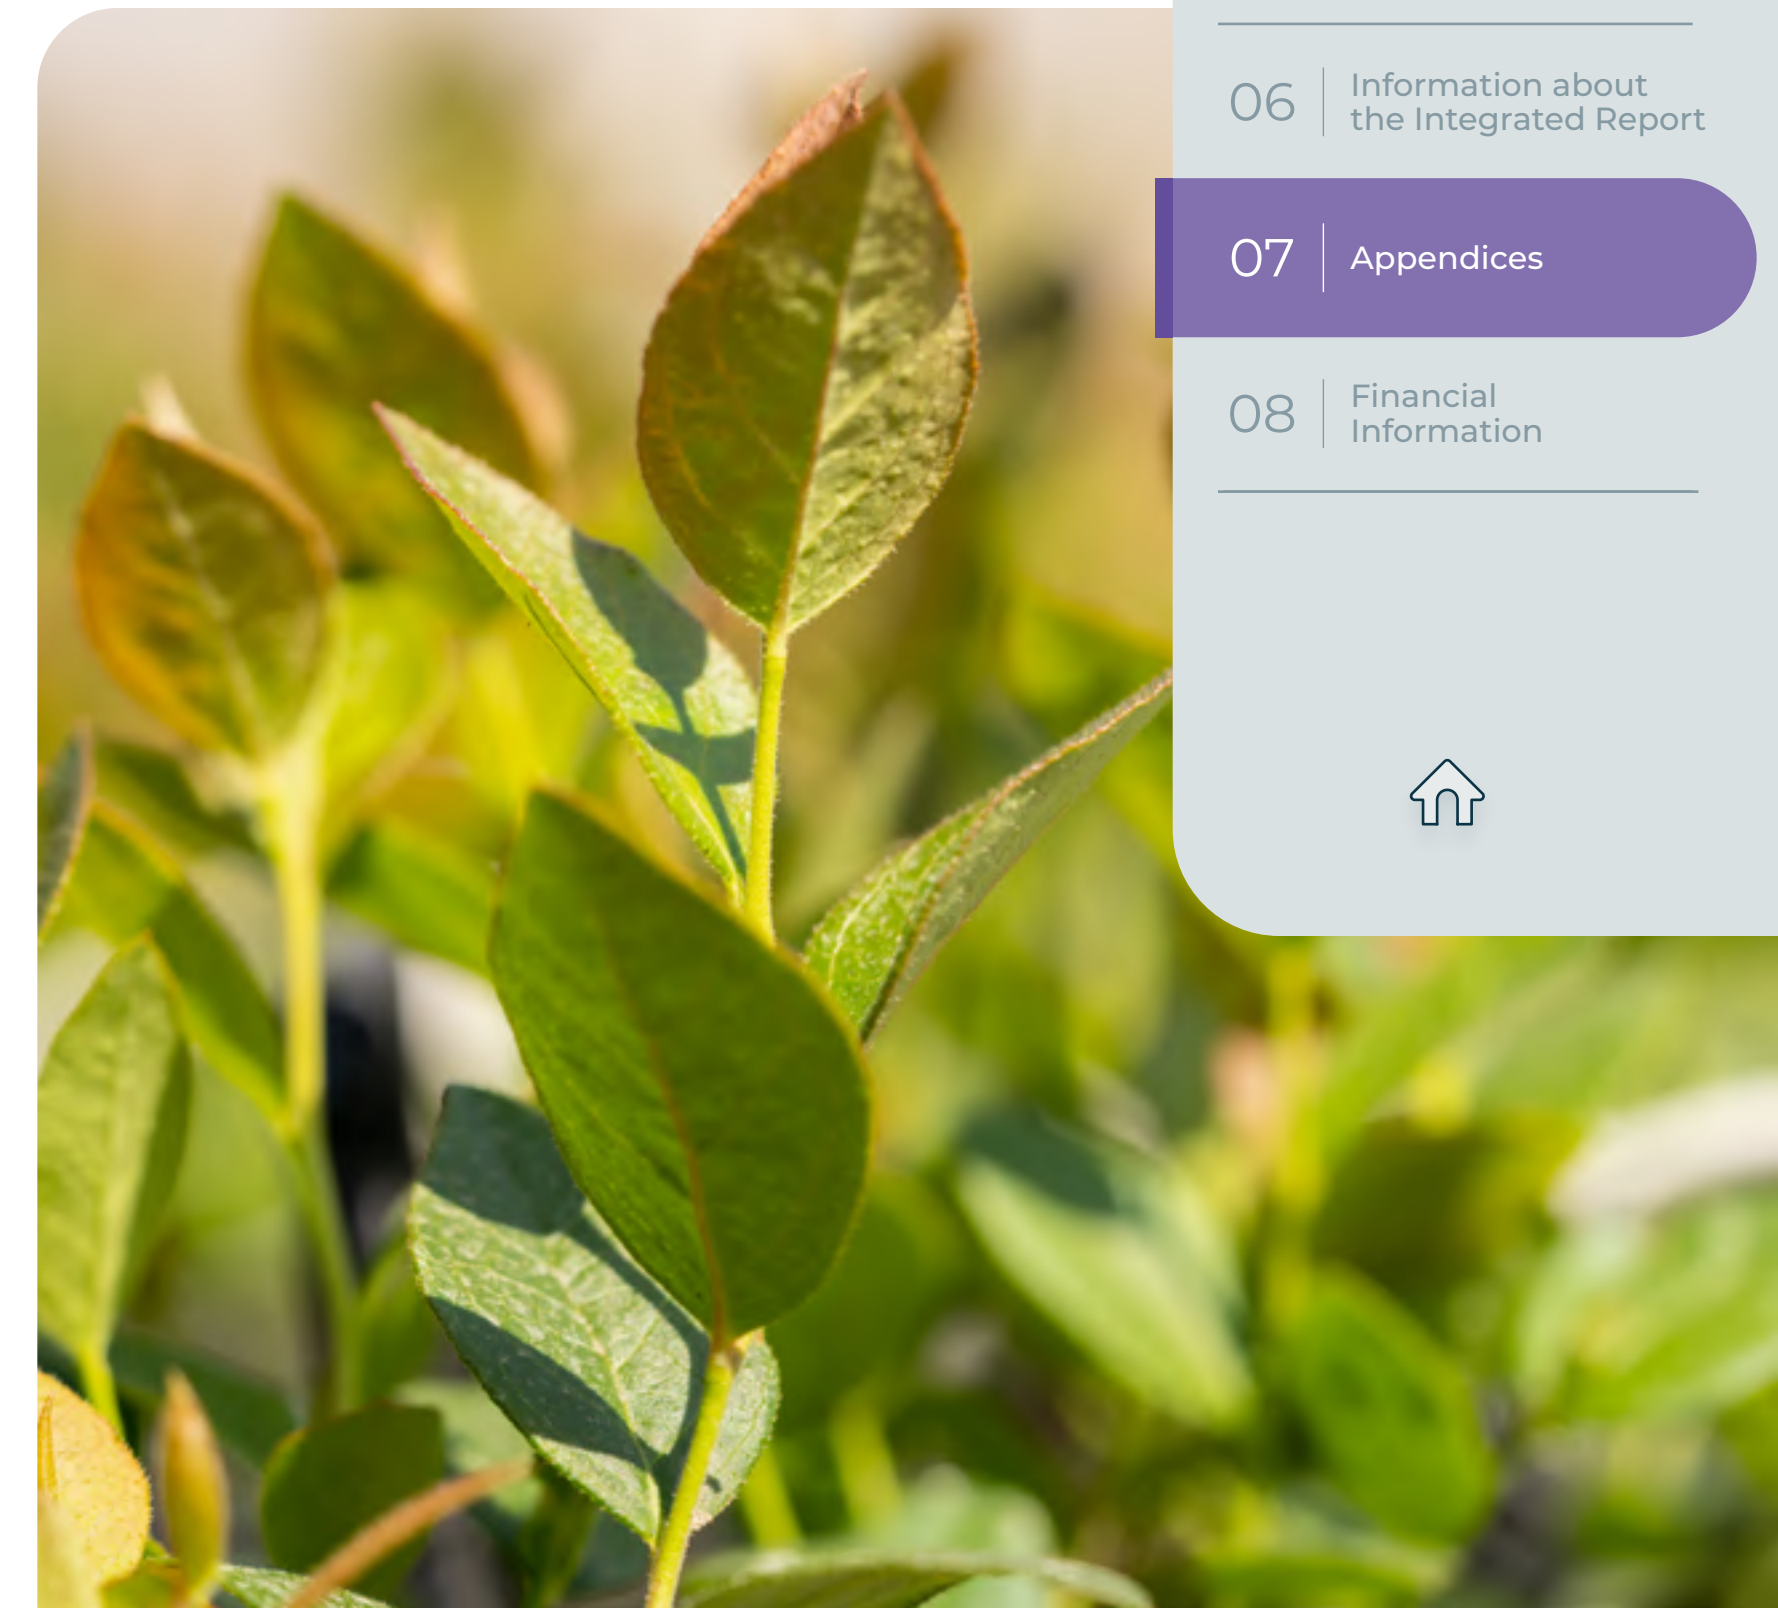 06
Information about
the Integrated Report
07
Appendices
08
Financial
Information